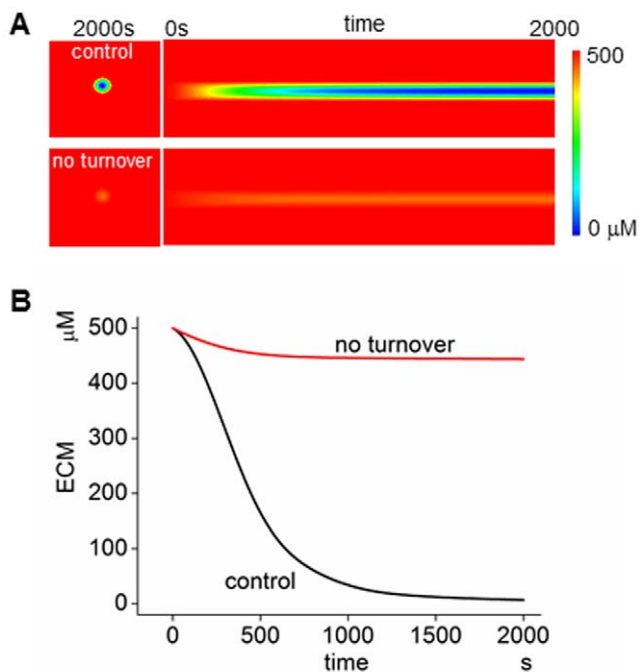 A
2000s 0s time 2000
control
500
no turnover
0 μM
B
μM
500
no turnover
400
300
ECM
200
100
control
0
0 500 1000 1500 2000
time s